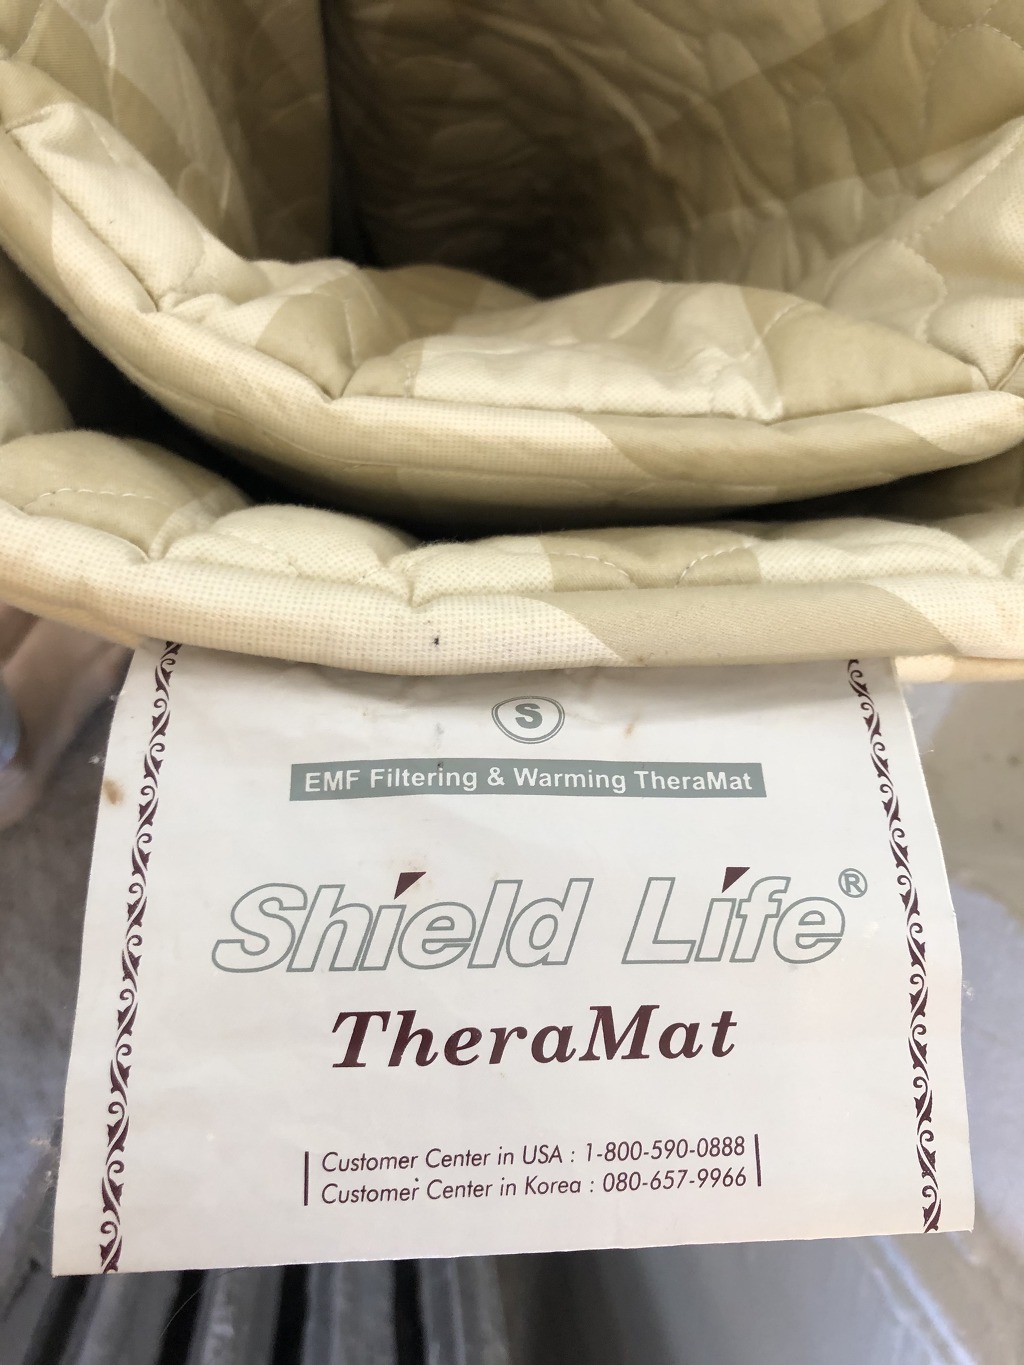 S
EMF Filtering & Warming TheraMat
Shield Life®
TheraMat
Customer Center in USA : 1-800-590-0888
Customer Center in Korea : 080-657-9966